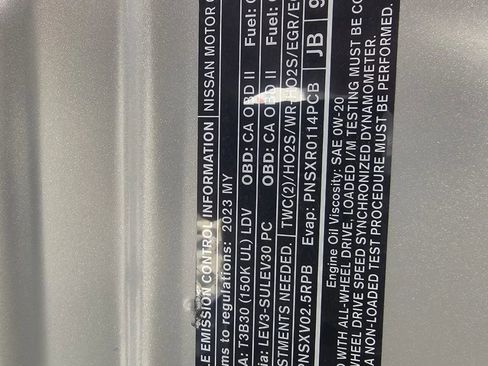 LE EMISSION CONTROL INFORMATION | NISSAN MOTOR
ms to regulations: 2023 MY
A: T3B30 (150K UL) LDV OBD: CA OBD II Fuel:
ia: LEV3-SULEV30 PC OBD: CA OBD II Fuel:
STMENTS NEEDED. | TWC(2)/HO2S/WR-HO2S/EGR/
PNSXV02.5RPB Evap: PNSXR0114PCB JB 9
Engine Oil Viscosity: SAE 0W-20
D WITH ALL-WHEEL DRIVE. LOADED I/M TESTING MUST BE CO
WHEEL DRIVE SPEED SYNCHRONIZED DYNAMOMETER.
A NON-LOADED TEST PROCEDURE MUST BE PERFORMED.